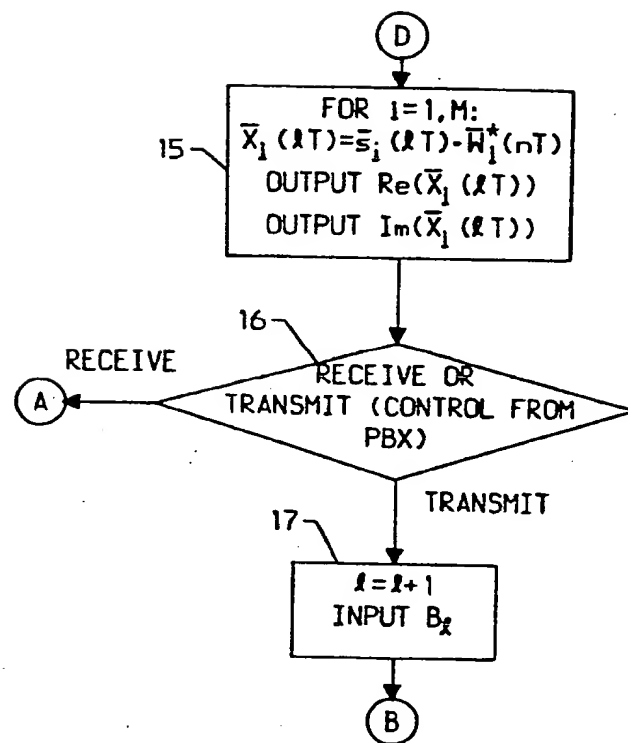 D
FOR i=1,M:
X̄ᵢ(ℓT)=s̄ᵢ(ℓT)-W̄ᵢ*(nT)
OUTPUT Re(X̄ᵢ(ℓT))
OUTPUT Im(X̄ᵢ(ℓT))
15
16
RECEIVE
RECEIVE OR
TRANSMIT (CONTROL FROM
PBX)
A
TRANSMIT
17
ℓ=ℓ+1
INPUT Bℓ
B